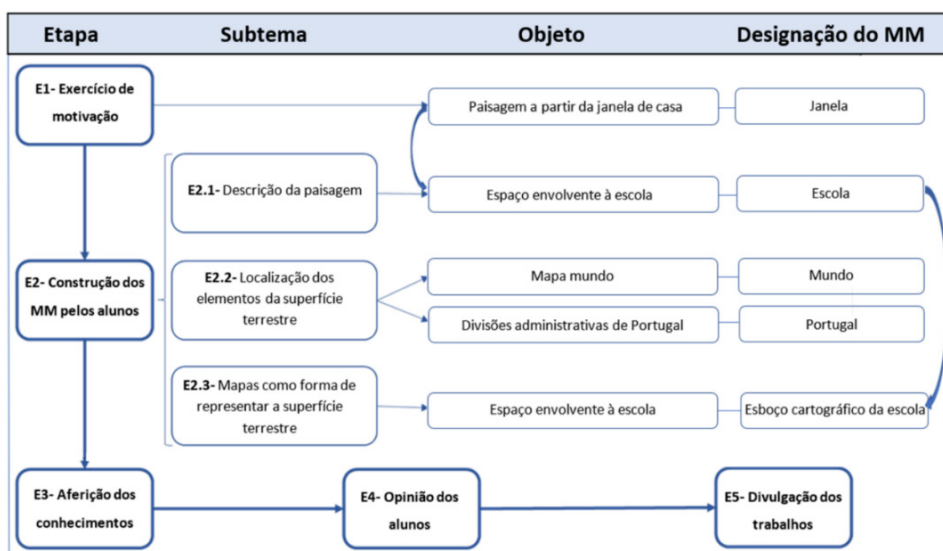 Etapa Subtema Objeto Designação do MM
E1- Exercício de
motivação
Paisagem a partir da janela de casa
Janela
E2.1- Descrição da paisagem
Espaço envolvente à escola
Escola
E2- Construção dos
MM pelos alunos
E2.2- Localização dos
elementos da superfície
terrestre
Mapa mundo
Mundo
Divisões administrativas de Portugal
Portugal
E2.3- Mapas como forma de
representar a superfície
terrestre
Espaço envolvente à escola
Esboço cartográfico da escola
E3- Aferição dos
conhecimentos
E4- Opinião dos
alunos
E5- Divulgação dos
trabalhos